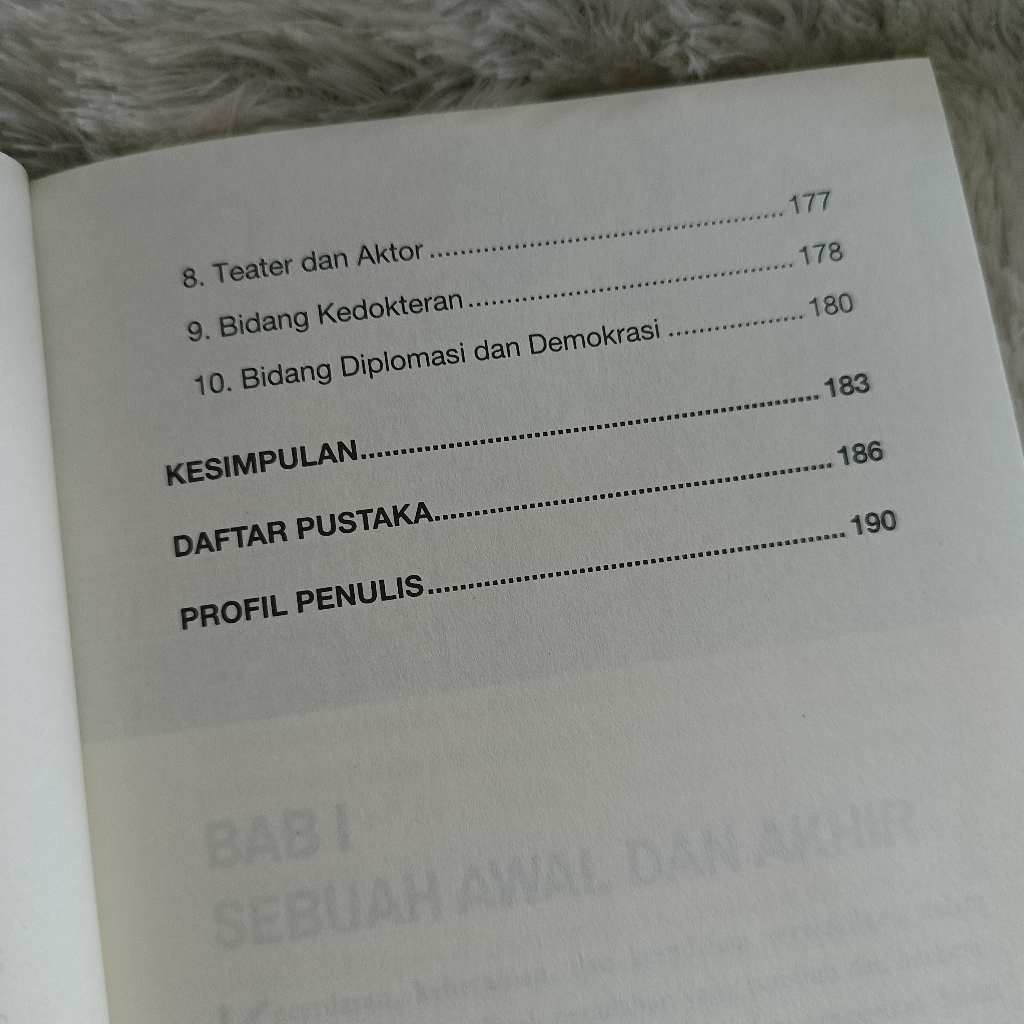 8. Teater dan Aktor ................................................ 177
9. Bidang Kedokteran ............................................ 178
10. Bidang Diplomasi dan Demokrasi .................. 180
KESIMPULAN .......................................................... 183
DAFTAR PUSTAKA .................................................. 186
PROFIL PENULIS .................................................... 190
BAB I
SEBUAH AWAL DAN AKHIR